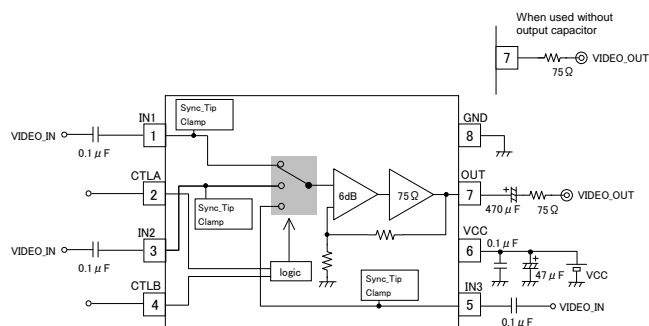 When used without
output capacitor
7
VIDEO_OUT
75Ω
IN1
Sync_Tip
Clamp
GND
VIDEO_IN
1
8
0.1μF
CTLA
OUT
2
6dB
75Ω
7
VIDEO_OUT
Sync_Tip
Clamp
470μF
75Ω
IN2
VCC
VIDEO_IN
3
6
0.1μF
0.1μF
logic
47μF
VCC
CTLB
Sync_Tip
Clamp
IN3
4
5
VIDEO_IN
0.1μF